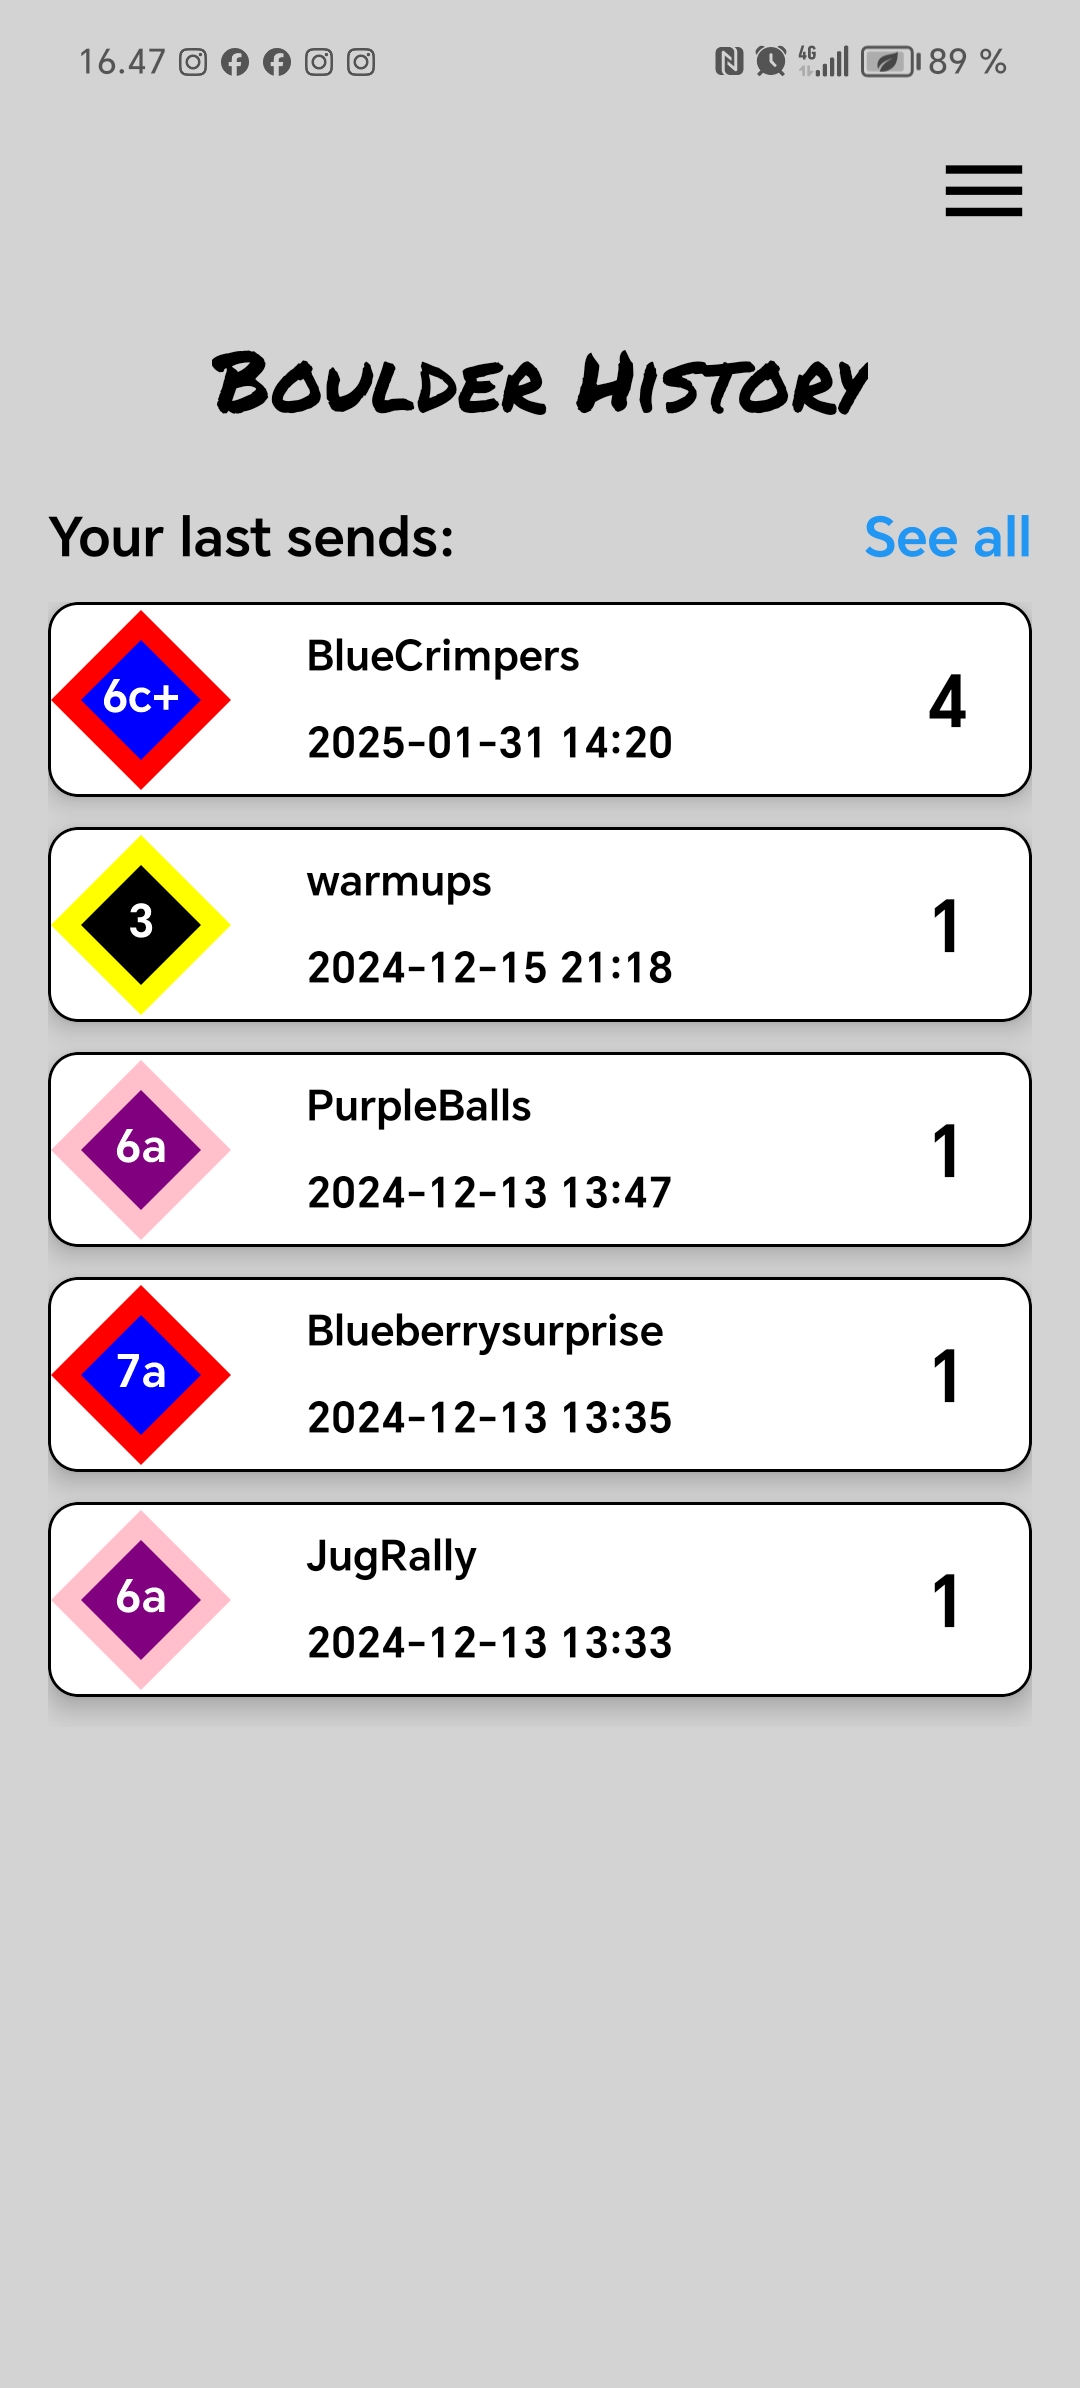 16.47 4G 89 %
Boulder History
Your last sends: See all
6c+ BlueCrimpers
2025-01-31 14:20 4
3 warmups
2024-12-15 21:18 1
6a PurpleBalls
2024-12-13 13:47 1
7a Blueberrysurprise
2024-12-13 13:35 1
6a JugRally
2024-12-13 13:33 1